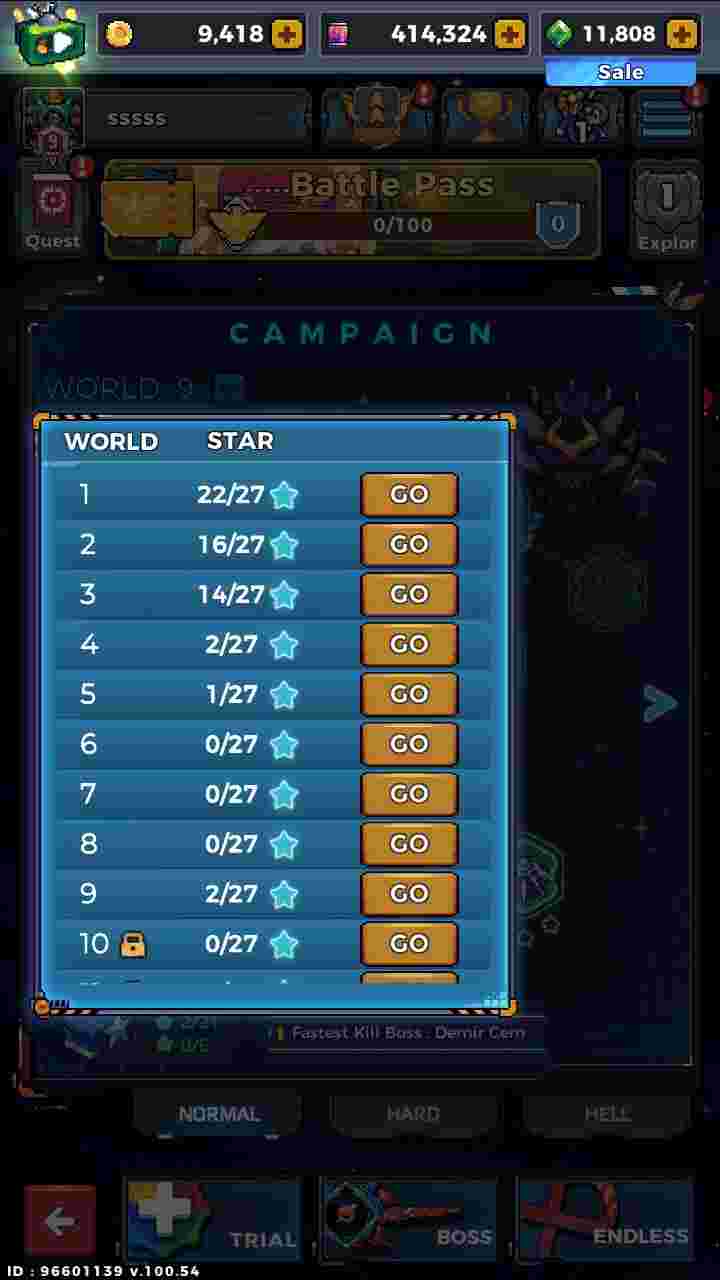 9,418
414,324
11,808
Sale
sssss
9
1
Battle Pass
0/100
0
Quest
1
Explor
CAMPAIGN
WORLD 9
WORLD STAR
1 22/27 GO
2 16/27 GO
3 14/27 GO
4 2/27 GO
5 1/27 GO
6 0/27 GO
7 0/27 GO
8 0/27 GO
9 2/27 GO
10 0/27 GO
Fastest Kill Boss : Demir Cem
NORMAL HARD HELL
TRIAL BOSS ENDLESS
ID : 96601139 v.100.54